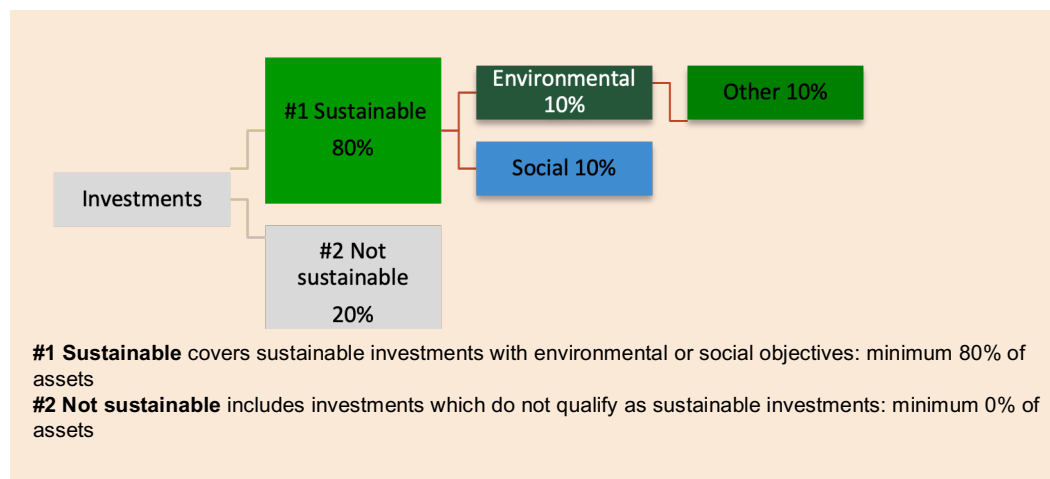 Environmental
10%
Other 10%
#1 Sustainable
80%
Social 10%
Investments
#2 Not
sustainable
20%
#1 Sustainable covers sustainable investments with environmental or social objectives: minimum 80% of
assets
#2 Not sustainable includes investments which do not qualify as sustainable investments: minimum 0% of
assets